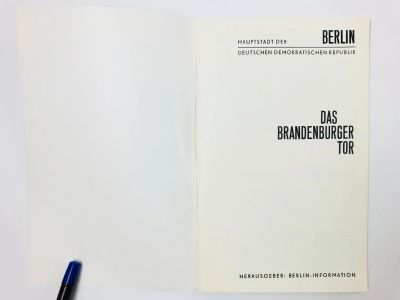 HAUPTSTADT DER BERLIN
DEUTSCHEN DEMOKRATISCHEN REPUBLIK
DAS
BRANDENBURGER
TOR
HERAUSGEBER: BERLIN-INFORMATION